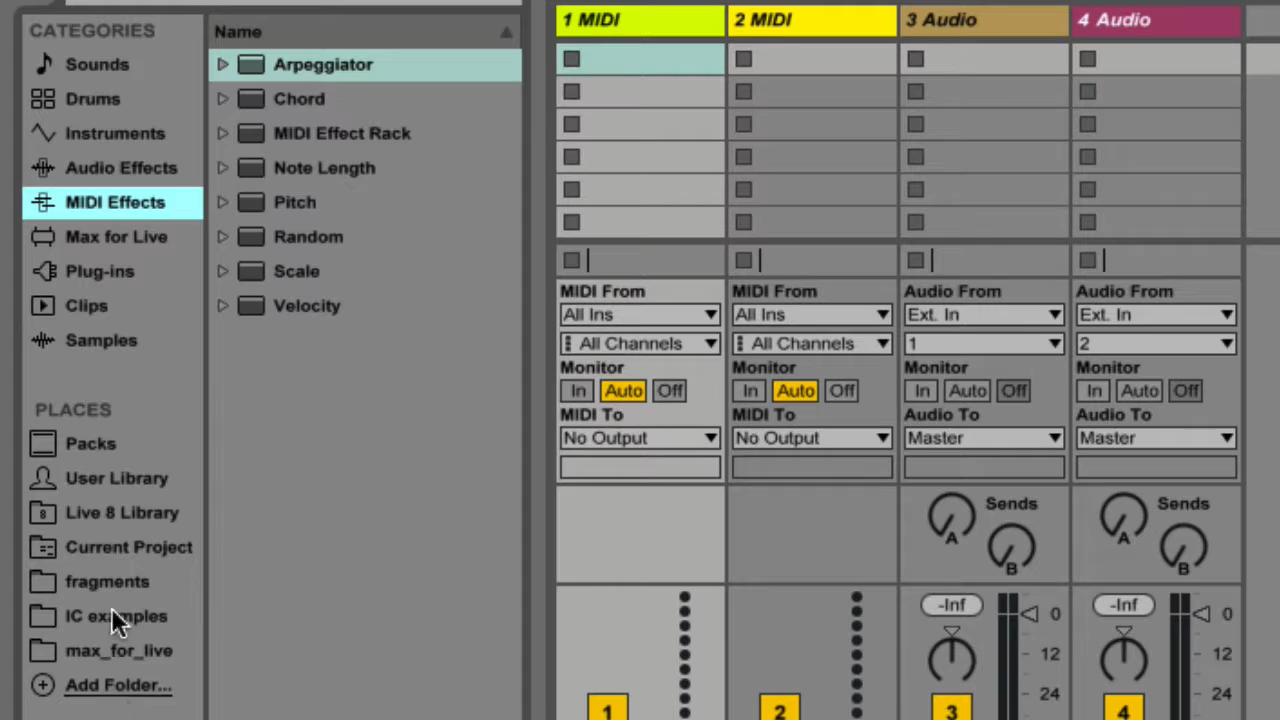 CATEGORIES
Sounds
Drums
Instruments
Audio Effects
MIDI Effects
Max for Live
Plug-ins
Clips
Samples
PLACES
Packs
User Library
8 Live 8 Library
Current Project
fragments
IC examples
max_for_live
Add Folder...
Name
Arpeggiator
Chord
MIDI Effect Rack
Note Length
Pitch
Random
Scale
Velocity
1 MIDI 2 MIDI 3 Audio 4 Audio
MIDI From MIDI From Audio From Audio From
All Ins All Ins Ext. In Ext. In
All Channels All Channels 1 2
Monitor Monitor Monitor Monitor
In Auto Off In Auto Off In Auto Off In Auto Off
MIDI To MIDI To Audio To Audio To
No Output No Output Master Master
Sends Sends
A A
B B
-Inf 0 -Inf 0
12 12
24 24
1 2 3 4